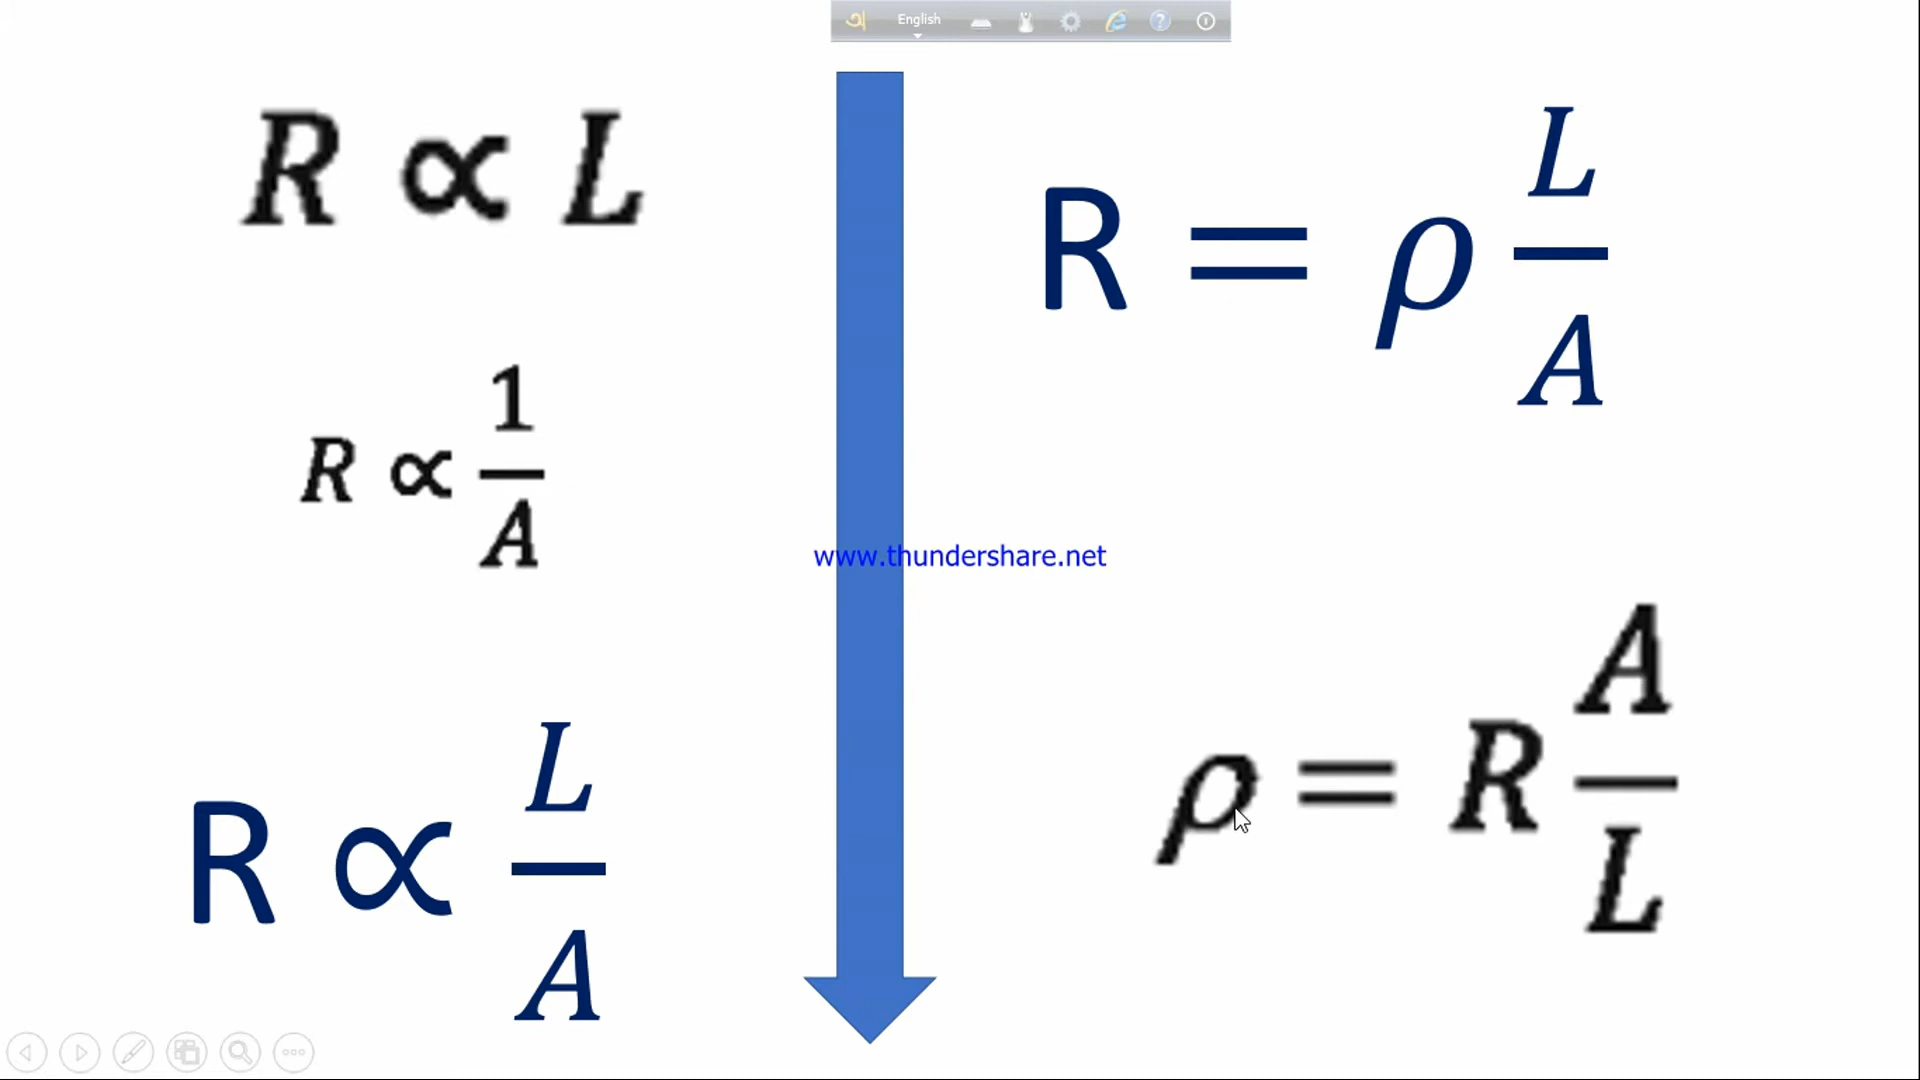 অ English
R ∝ L
R ∝ 1/A
R ∝ L/A
www.thundershare.net
R = ρ L/A
ρ = R A/L